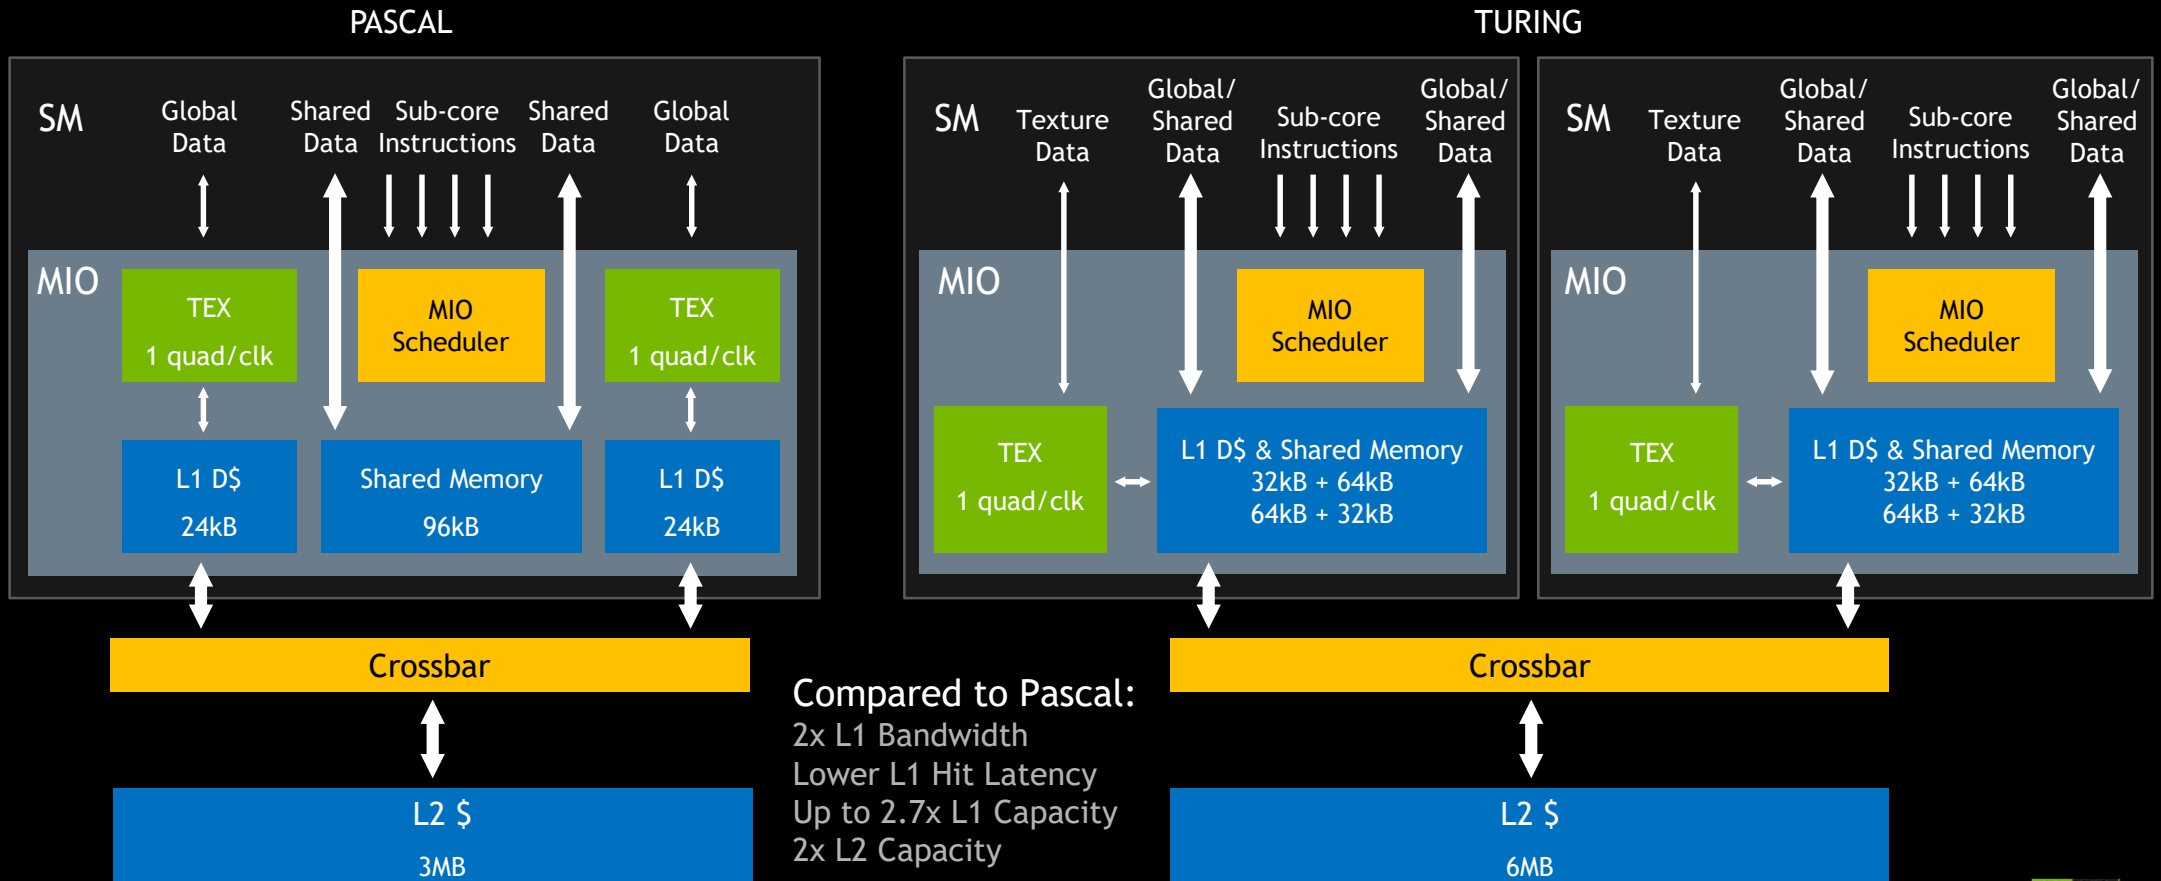 PASCAL
SM
Global
Data
Shared
Data
Sub-core
Instructions
Shared
Data
Global
Data
MIO
TEX
1 quad/clk
MIO
Scheduler
TEX
1 quad/clk
L1 D$
24kB
Shared Memory
96kB
L1 D$
24kB
Crossbar
L2 $
3MB
Compared to Pascal:
2x L1 Bandwidth
Lower L1 Hit Latency
Up to 2.7x L1 Capacity
2x L2 Capacity
TURING
SM
Texture
Data
Global/
Shared
Data
Sub-core
Instructions
Global/
Shared
Data
MIO
MIO
Scheduler
TEX
1 quad/clk
L1 D$ & Shared Memory
32kB + 64kB
64kB + 32kB
SM
Texture
Data
Global/
Shared
Data
Sub-core
Instructions
Global/
Shared
Data
MIO
MIO
Scheduler
TEX
1 quad/clk
L1 D$ & Shared Memory
32kB + 64kB
64kB + 32kB
Crossbar
L2 $
6MB